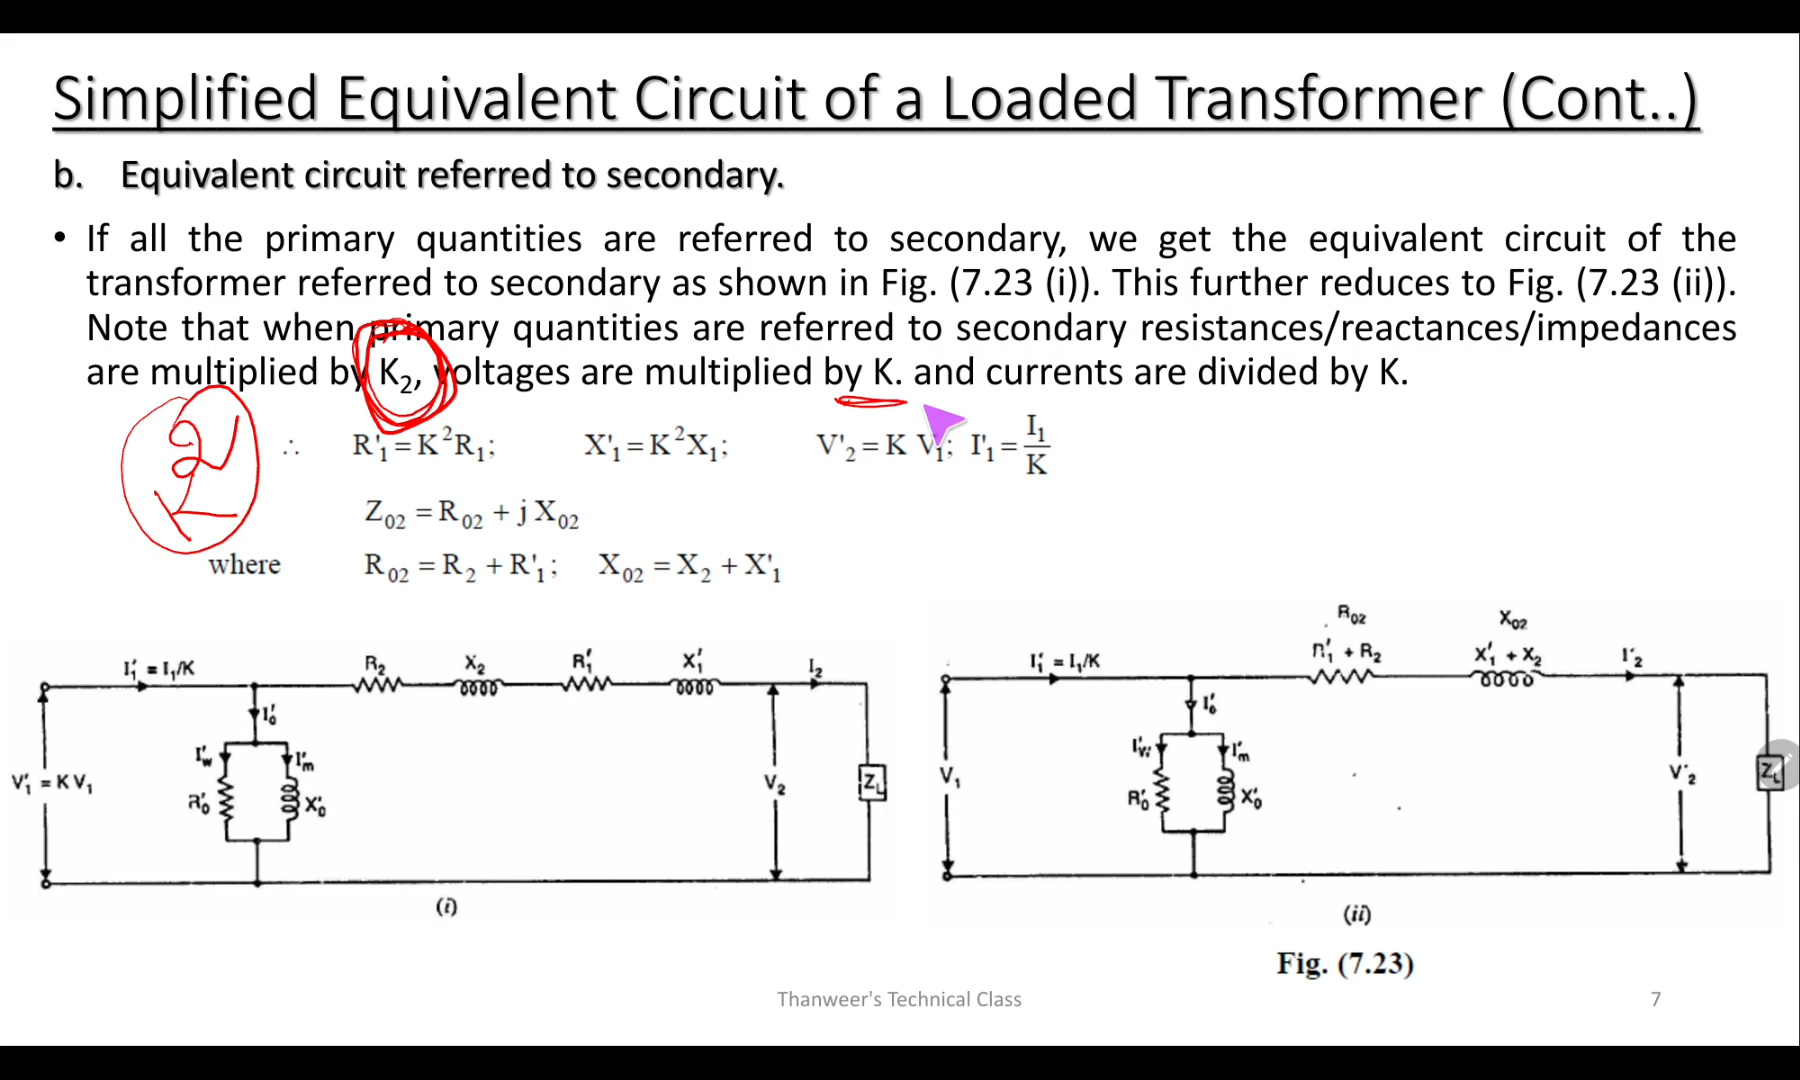 Simplified Equivalent Circuit of a Loaded Transformer (Cont..)
b. Equivalent circuit referred to secondary.
• If all the primary quantities are referred to secondary, we get the equivalent circuit of the
transformer referred to secondary as shown in Fig. (7.23 (i)). This further reduces to Fig. (7.23 (ii)).
Note that when primary quantities are referred to secondary resistances/reactances/impedances
are multiplied by K₂, voltages are multiplied by K. and currents are divided by K.
K²
∴ R'₁ = K²R₁; X'₁ = K²X₁; V'₂ = K V₁; I'₁ = I₁/K
Z₀₂ = R₀₂ + j X₀₂
where R₀₂ = R₂ + R'₁; X₀₂ = X₂ + X'₁
I'₁ = I₁/K R₂ X₂ R'₁ X'₁ I₂
I'₀
I'w I'm
V'₁ = K V₁ R'₀ X'₀ V₂ ZL
(i)
R₀₂ X₀₂
I'₁ = I₁/K R'₁ + R₂ X'₁ + X₂ I'₂
I'₀
I'w I'm
V₁ R'₀ X'₀ V'₂ ZL
(ii)
Fig. (7.23)
Thanweer's Technical Class
7